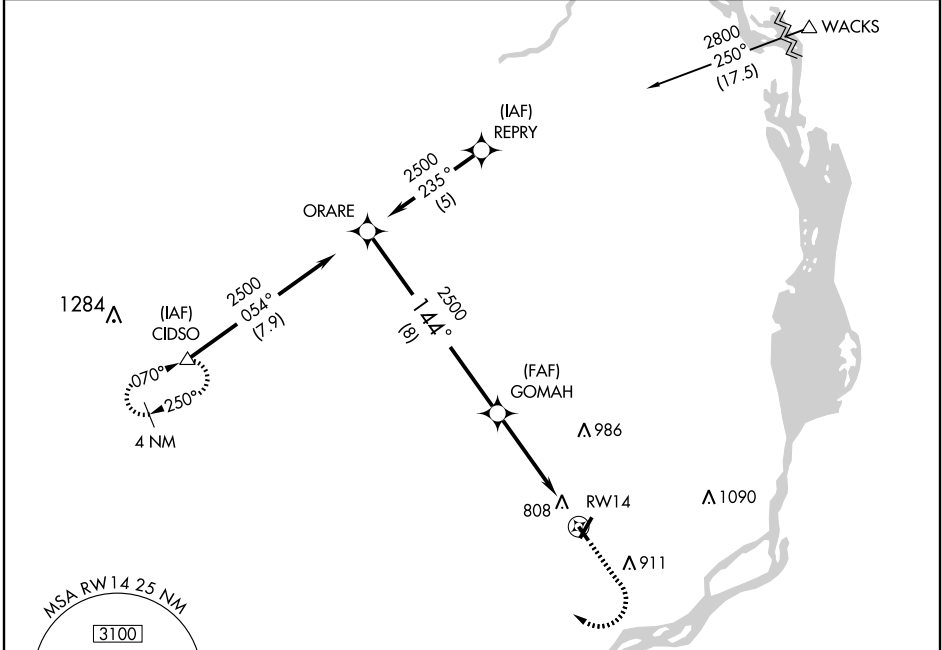 WACKS
2800
250°
(17.5)
(IAF)
REPRY
2500
235°
(5)
ORARE
2500
054°
(7.9)
1284
(IAF)
CIDSO
070°
250°
4 NM
2500
144°
(8)
(FAF)
GOMAH
986
808
RW14
1090
911
MSA RW14 25 NM
3100